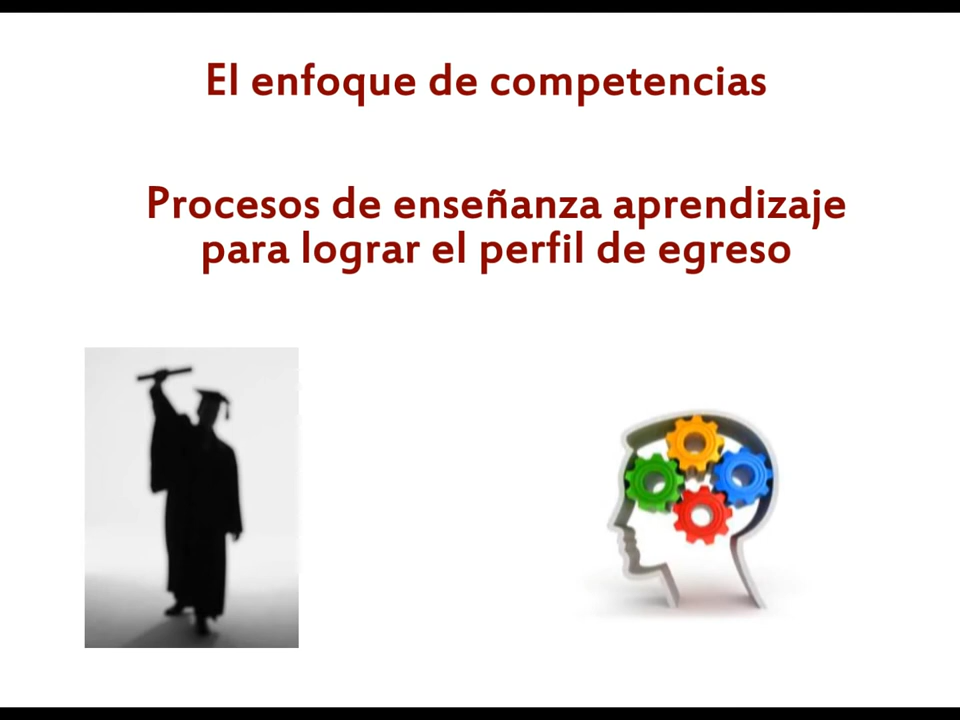 El enfoque de competencias
Procesos de enseñanza aprendizaje
para lograr el perfil de egreso